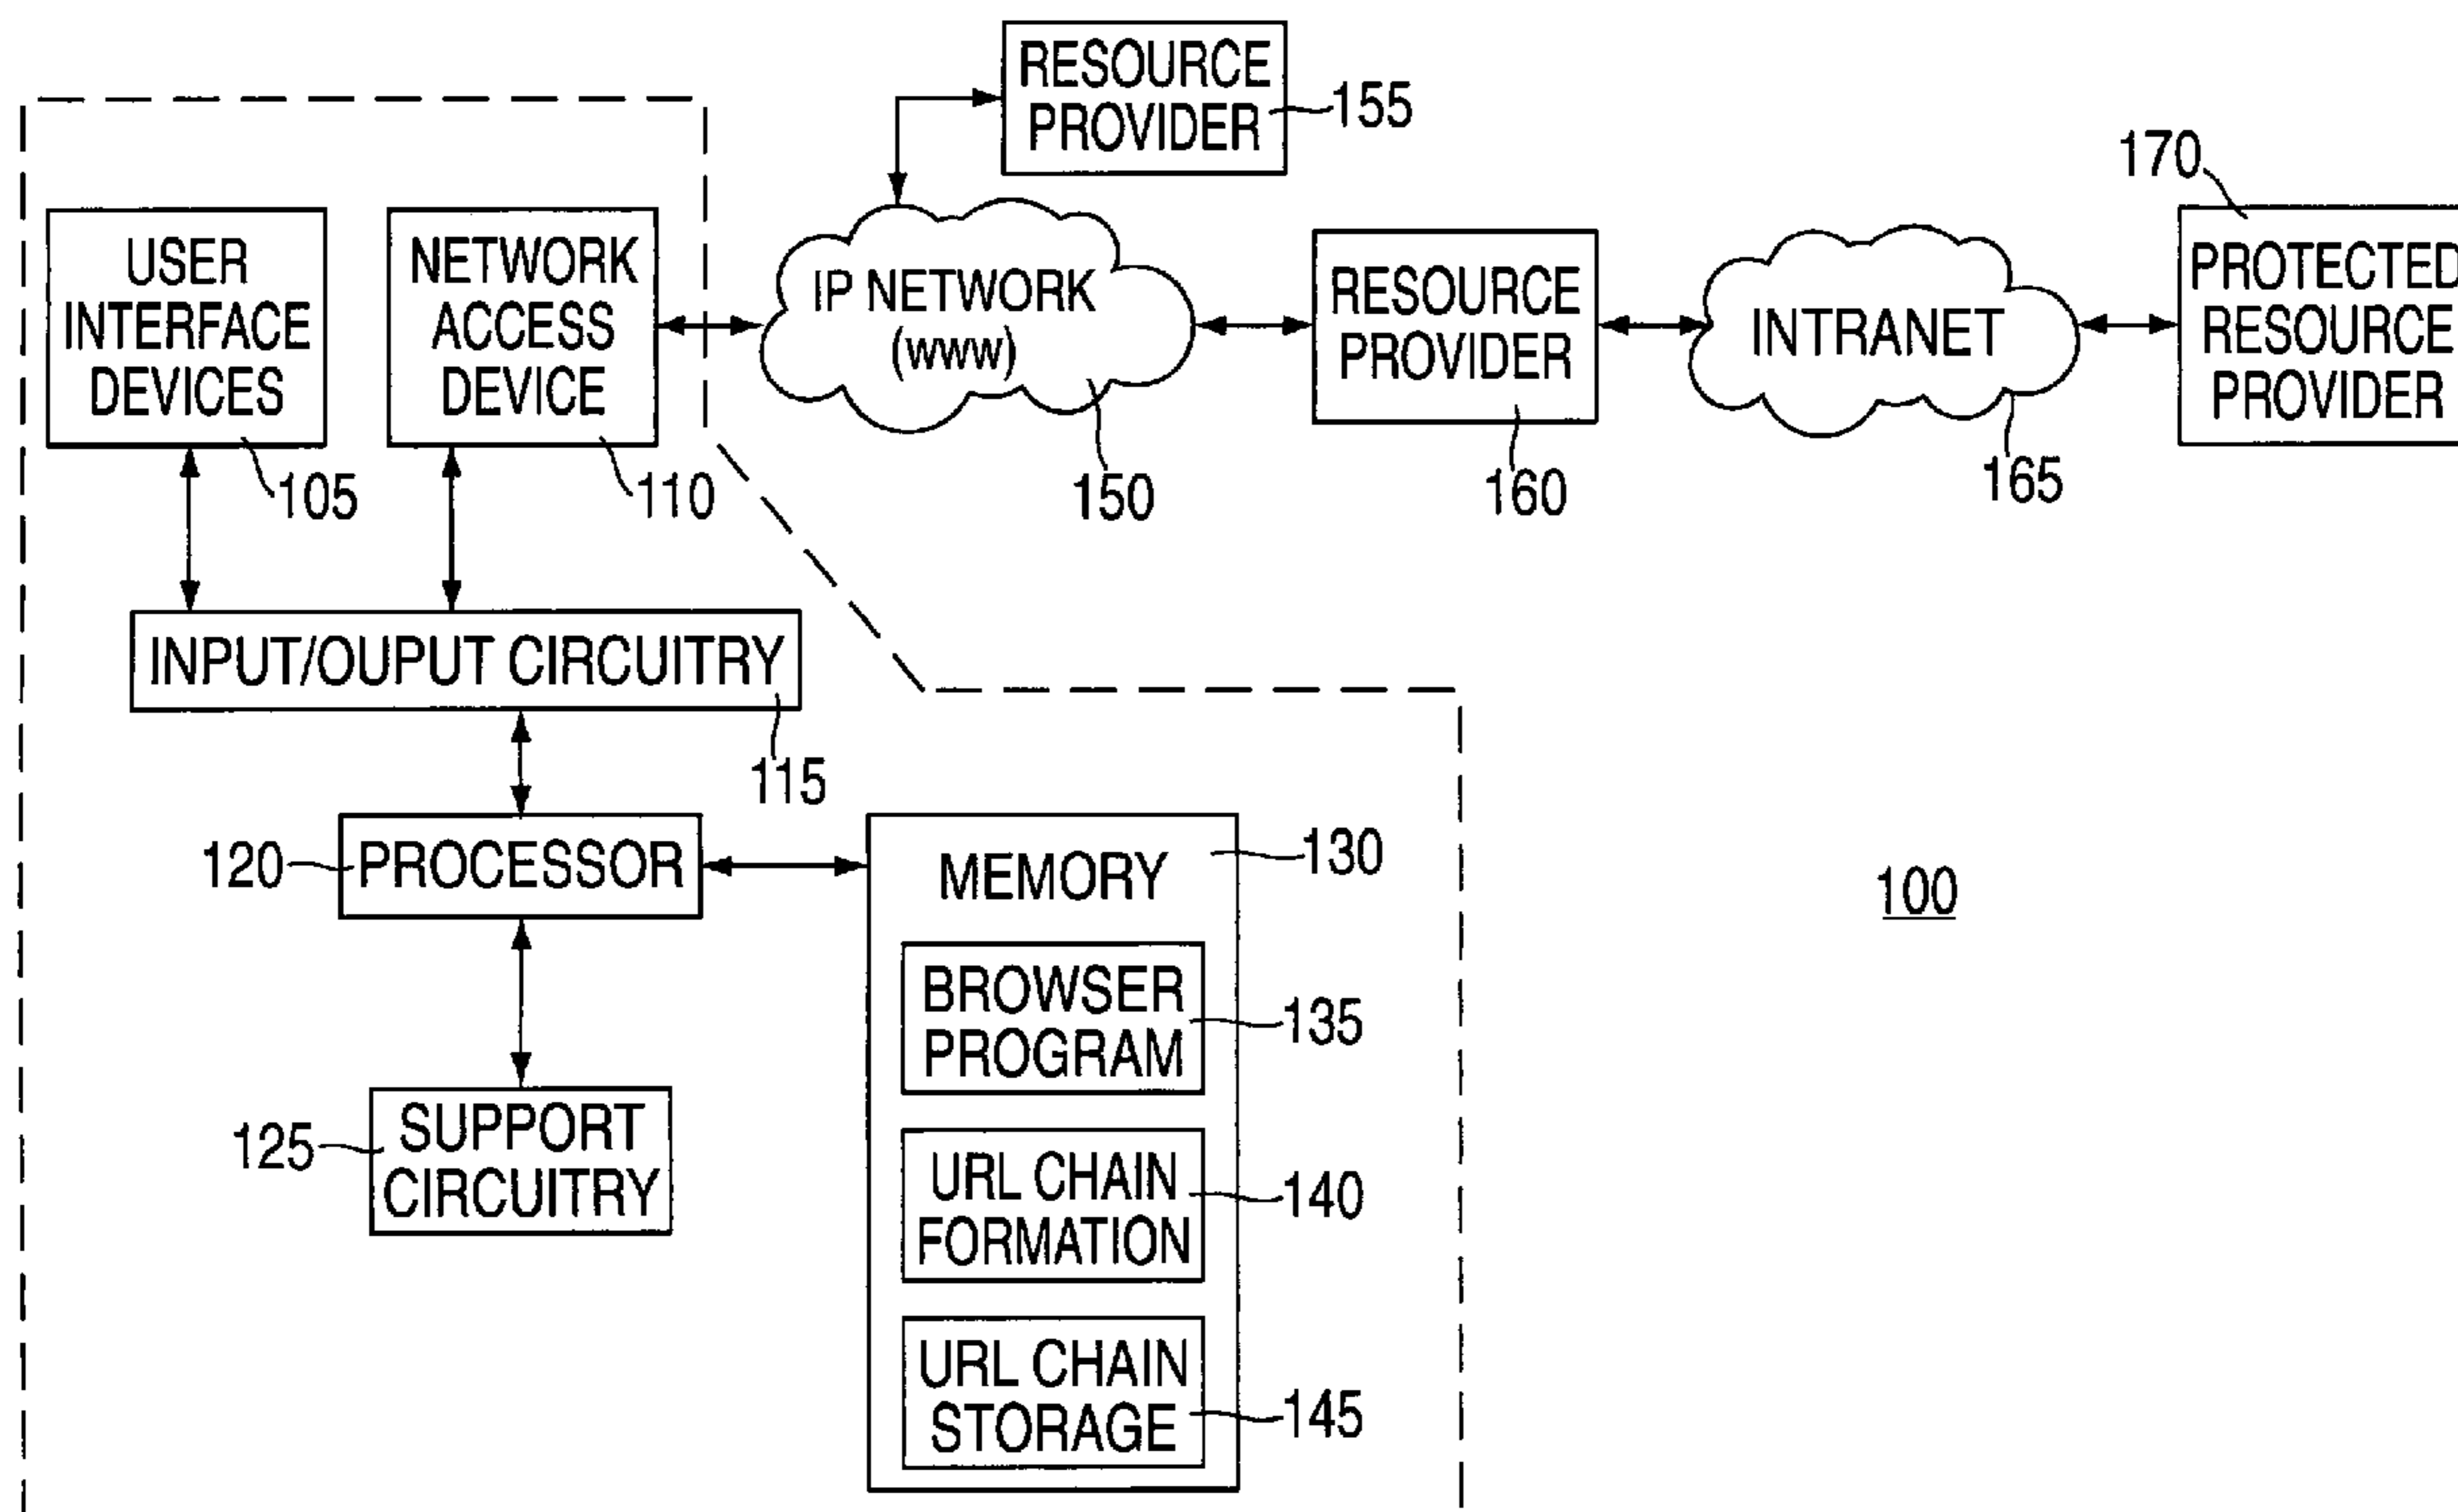 RESOURCE
PROVIDER
155
170
USER
INTERFACE
DEVICES
105
NETWORK
ACCESS
DEVICE
110
IP NETWORK
(WWW)
150
RESOURCE
PROVIDER
160
INTRANET
165
PROTECTED
RESOURCE
PROVIDER
INPUT/OUPUT CIRCUITRY
115
120
PROCESSOR
MEMORY
130
100
BROWSER
PROGRAM
135
125
SUPPORT
CIRCUITRY
URL CHAIN
FORMATION
140
URL CHAIN
STORAGE
145